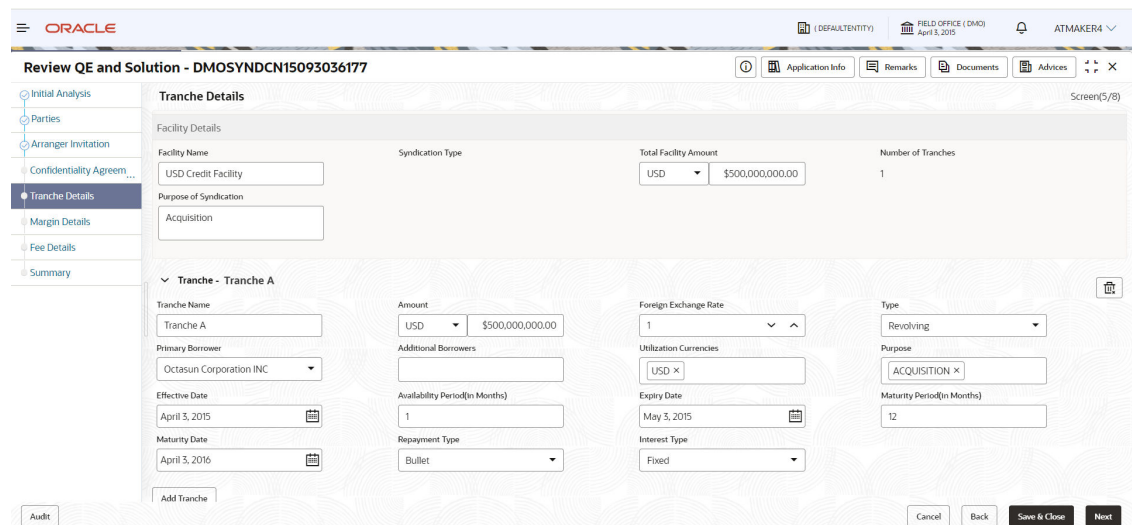 ORACLE
( DEFAULTENTITY)
FIELD OFFICE ( DMO)
April 3, 2015
ATMAKER4
Review QE and Solution - DMOSYNDCN15093036177
Application Info
Remarks
Documents
Advices
Initial Analysis
Parties
Arranger Invitation
Confidentiality Agreem...
Tranche Details
Margin Details
Fee Details
Summary
Tranche Details
Screen(5/8)
Facility Details
Facility Name
Syndication Type
Total Facility Amount
Number of Tranches
USD Credit Facility
USD
$500,000,000.00
1
Purpose of Syndication
Acquisition
Tranche - Tranche A
Tranche Name
Amount
Foreign Exchange Rate
Type
Tranche A
USD
$500,000,000.00
1
Revolving
Primary Borrower
Additional Borrowers
Utilization Currencies
Purpose
Octasun Corporation INC
USD ×
ACQUISITION ×
Effective Date
Availability Period(in Months)
Expiry Date
Maturity Period(in Months)
April 3, 2015
1
May 3, 2015
12
Maturity Date
Repayment Type
Interest Type
April 3, 2016
Bullet
Fixed
Add Tranche
Audit
Cancel
Back
Save & Close
Next